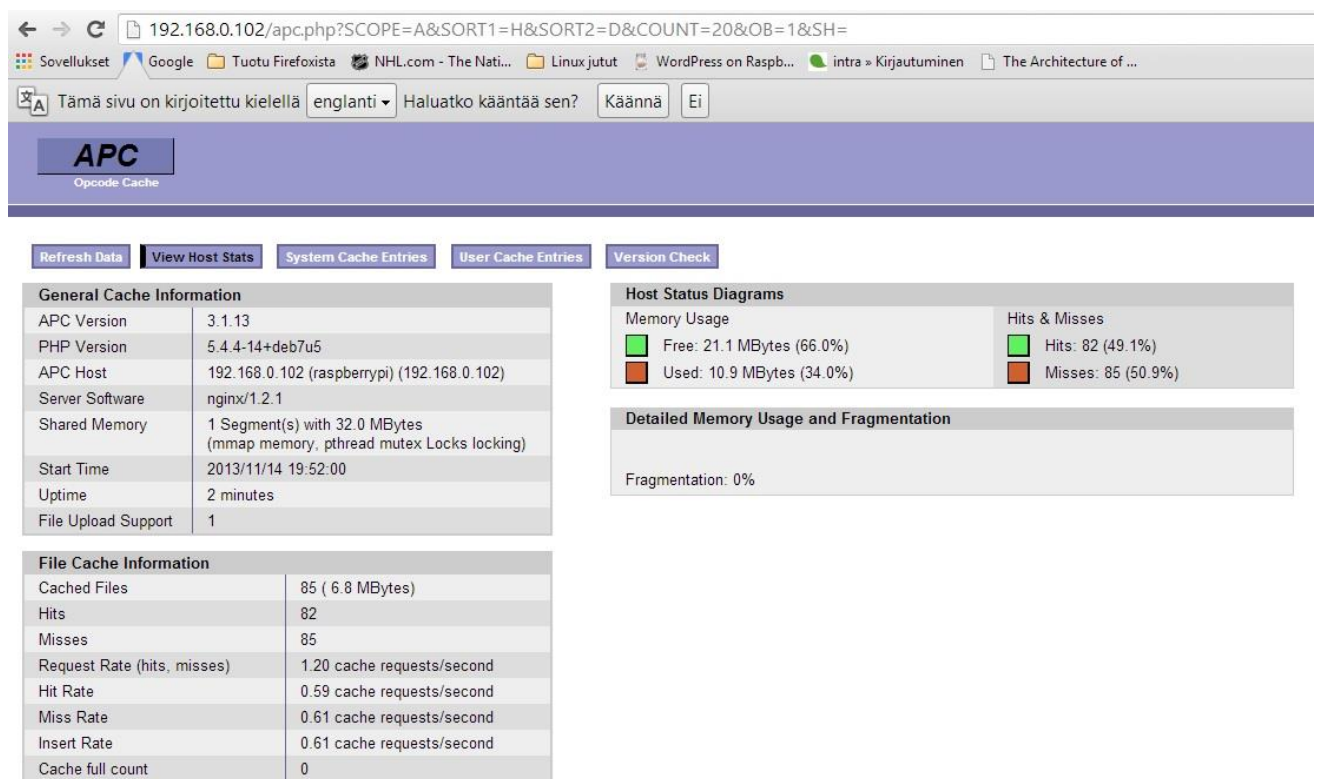 192.168.0.102/apc.php?SCOPE=A&SORT1=H&SORT2=D&COUNT=20&OB=1&SH=
Sovellukset Google Tuotu Firefoxista NHL.com - The Nati... Linux jutut WordPress on Raspb... intra » Kirjautuminen The Architecture of ...
Tämä sivu on kirjoitettu kielellä englanti Haluatko kääntää sen? Käännä Ei
APC
Opcode Cache
Refresh Data View Host Stats System Cache Entries User Cache Entries Version Check
General Cache Information
APC Version 3.1.13
PHP Version 5.4.4-14+deb7u5
APC Host 192.168.0.102 (raspberrypi) (192.168.0.102)
Server Software nginx/1.2.1
Shared Memory 1 Segment(s) with 32.0 MBytes
(mmap memory, pthread mutex Locks locking)
Start Time 2013/11/14 19:52:00
Uptime 2 minutes
File Upload Support 1
File Cache Information
Cached Files 85 ( 6.8 MBytes)
Hits 82
Misses 85
Request Rate (hits, misses) 1.20 cache requests/second
Hit Rate 0.59 cache requests/second
Miss Rate 0.61 cache requests/second
Insert Rate 0.61 cache requests/second
Cache full count 0
Host Status Diagrams
Memory Usage Hits & Misses
Free: 21.1 MBytes (66.0%) Hits: 82 (49.1%)
Used: 10.9 MBytes (34.0%) Misses: 85 (50.9%)
Detailed Memory Usage and Fragmentation
Fragmentation: 0%